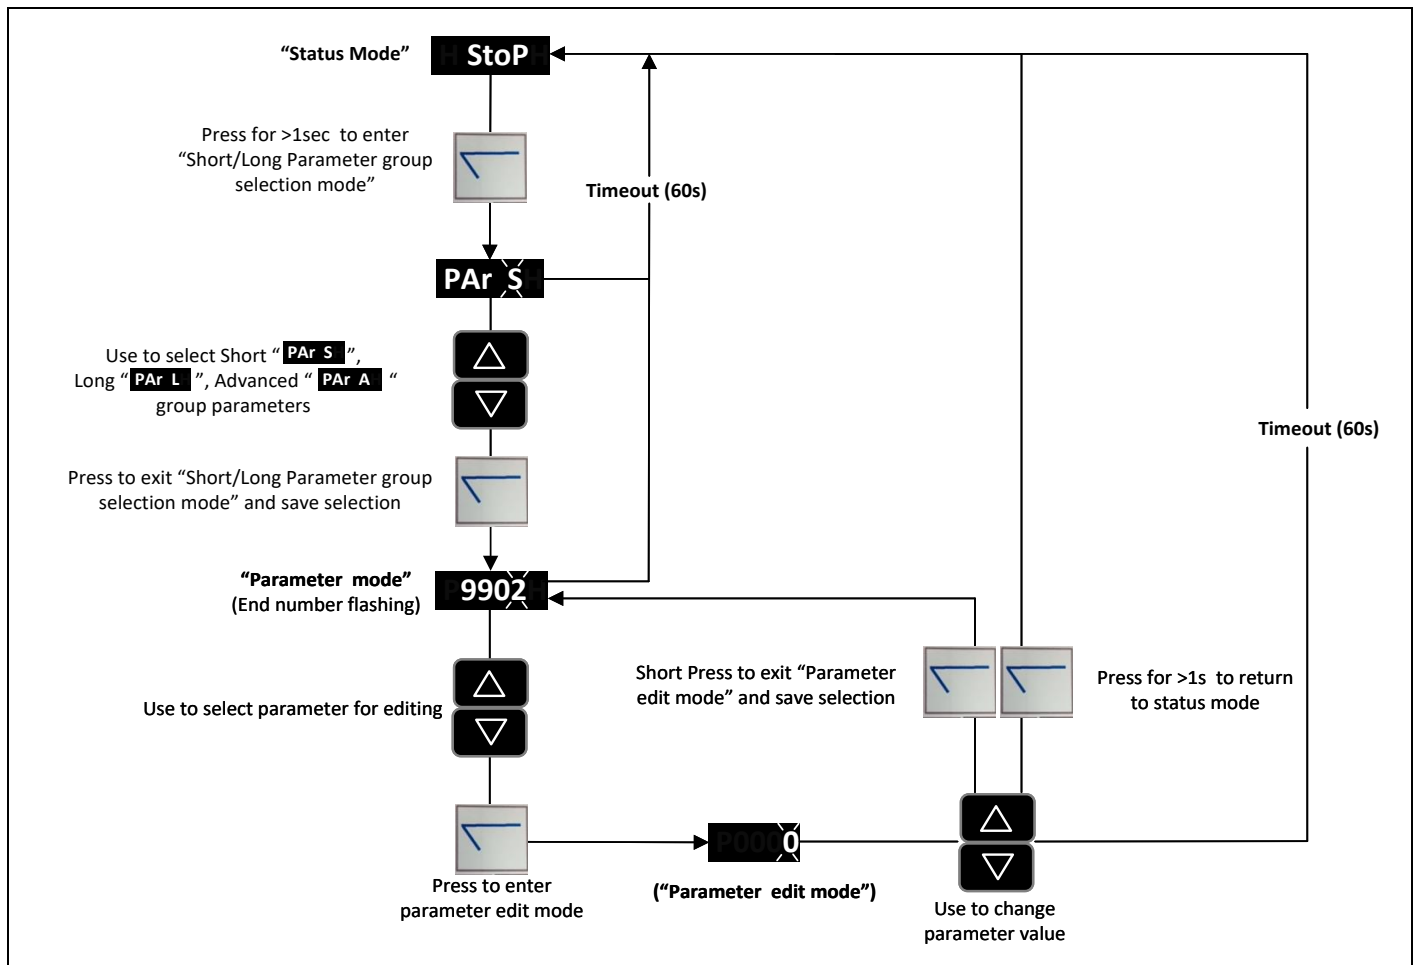 “Status Mode”
StoP
Press for >1sec to enter
“Short/Long Parameter group
selection mode”
Timeout (60s)
PAr S
Use to select Short “ PAr S ”,
Long “ PAr L ”, Advanced “ PAr A “
group parameters
Timeout (60s)
Press to exit “Short/Long Parameter group
selection mode” and save selection
“Parameter mode”
(End number flashing)
9902
Use to select parameter for editing
Short Press to exit “Parameter
edit mode” and save selection
Press for >1s to return
to status mode
Press to enter
parameter edit mode
P0000
(“Parameter edit mode”)
Use to change
parameter value